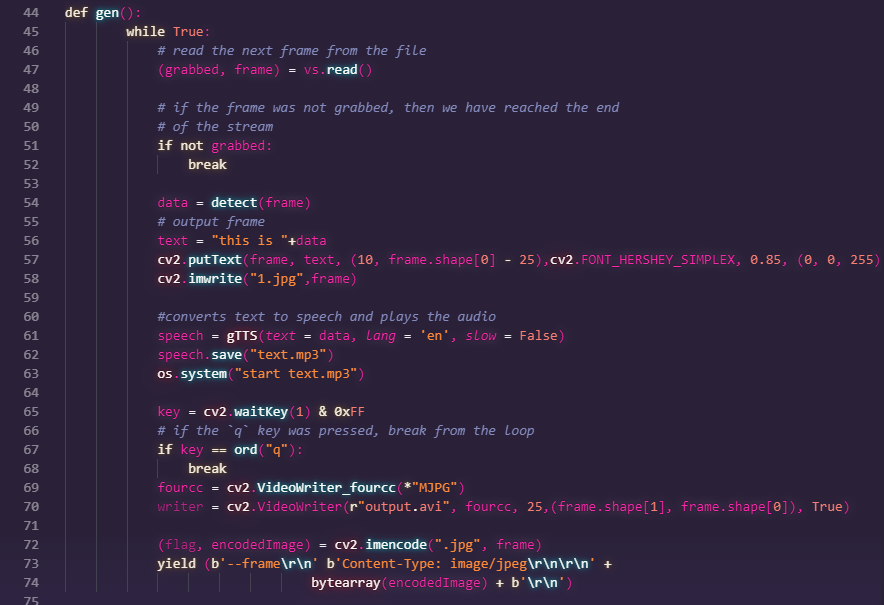 44 def gen():
45 while True:
46 # read the next frame from the file
47 (grabbed, frame) = vs.read()
48
49 # if the frame was not grabbed, then we have reached the end
50 # of the stream
51 if not grabbed:
52 break
53
54 data = detect(frame)
55 # output frame
56 text = "this is "+data
57 cv2.putText(frame, text, (10, frame.shape[0] - 25),cv2.FONT_HERSHEY_SIMPLEX, 0.85, (0, 0, 255)
58 cv2.imwrite("1.jpg",frame)
59
60 #converts text to speech and plays the audio
61 speech = gTTS(text = data, lang = 'en', slow = False)
62 speech.save("text.mp3")
63 os.system("start text.mp3")
64
65 key = cv2.waitKey(1) & 0xFF
66 # if the `q` key was pressed, break from the loop
67 if key == ord("q"):
68 break
69 fourcc = cv2.VideoWriter_fourcc(*"MJPG")
70 writer = cv2.VideoWriter(r"output.avi", fourcc, 25,(frame.shape[1], frame.shape[0]), True)
71
72 (flag, encodedImage) = cv2.imencode(".jpg", frame)
73 yield (b'--frame\r\n' b'Content-Type: image/jpeg\r\n\r\n' +
74 bytearray(encodedImage) + b'\r\n')
75